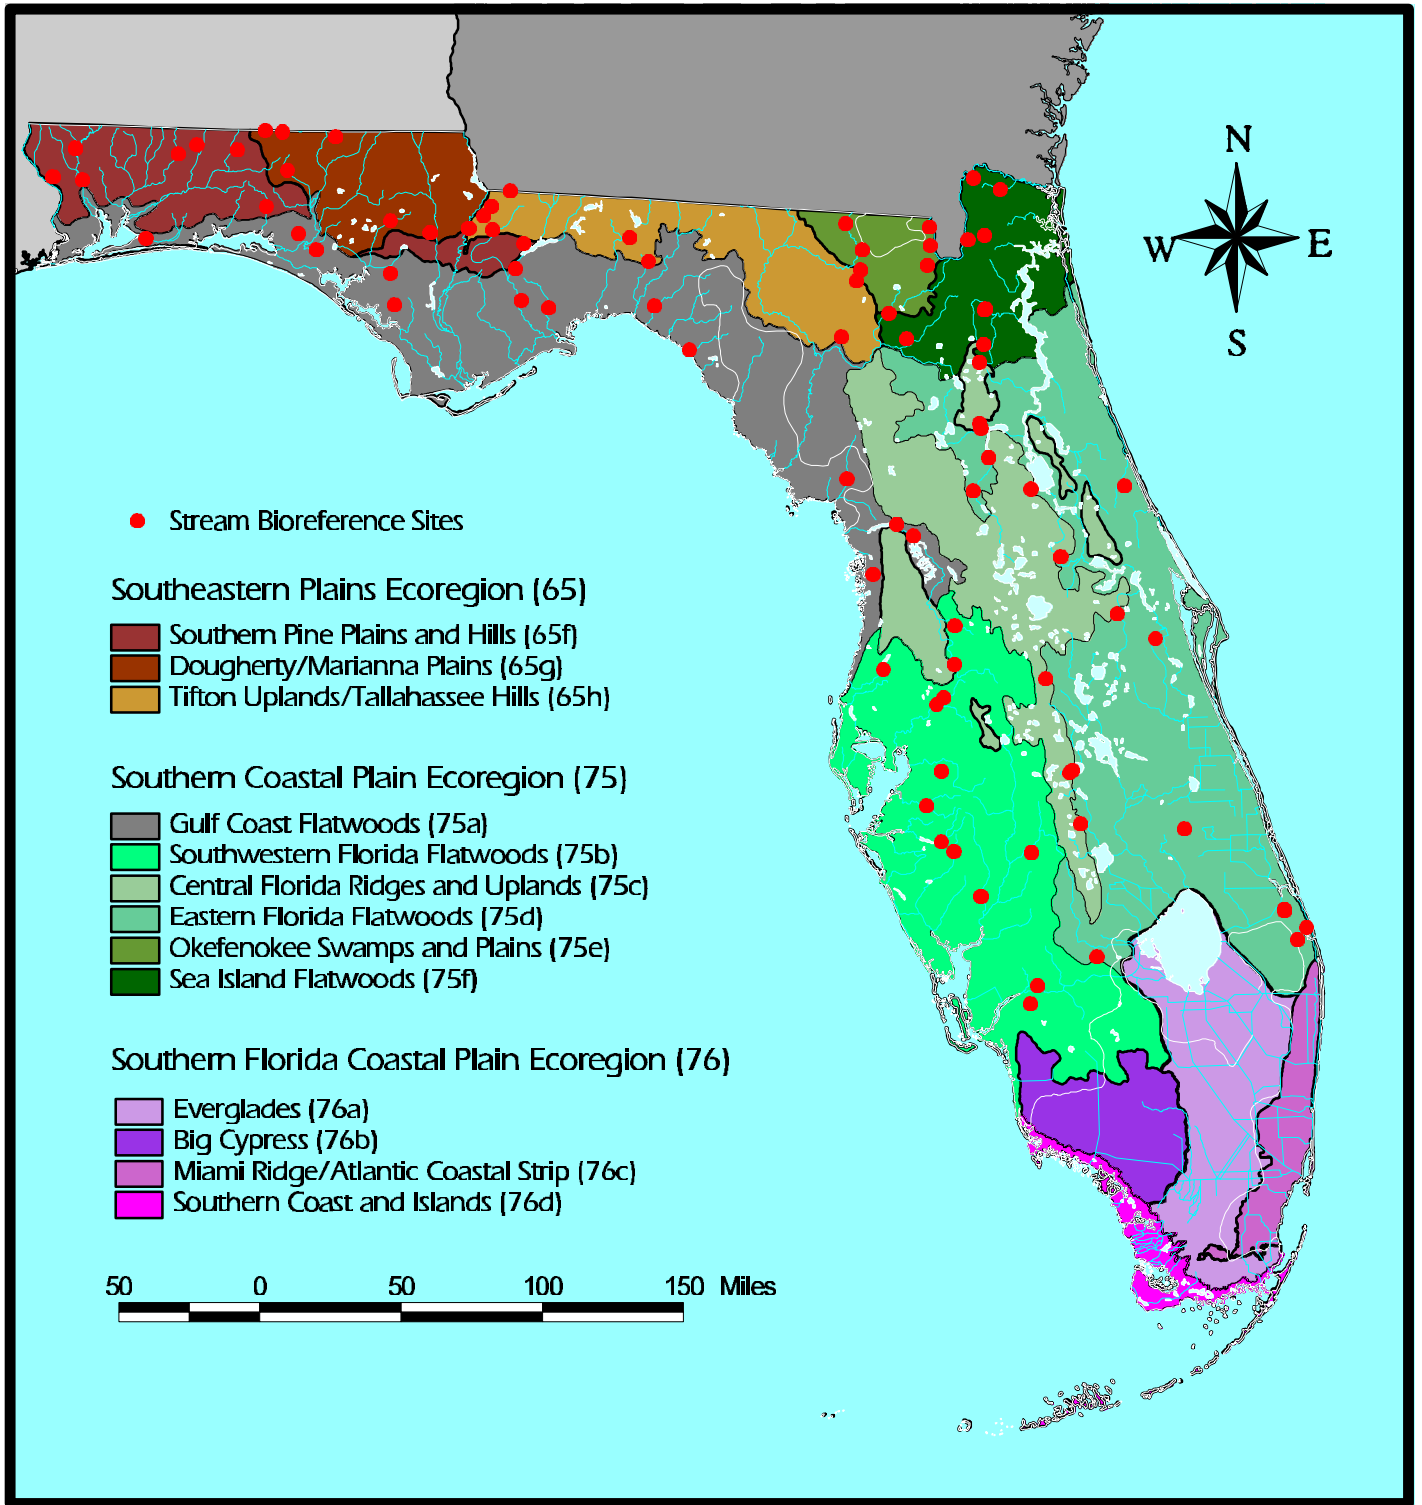 N
W
E
S
Stream Bioreference Sites
Southeastern Plains Ecoregion (65)
Southern Pine Plains and Hills (65f)
Dougherty/Marianna Plains (65g)
Tifton Uplands/Tallahassee Hills (65h)
Southern Coastal Plain Ecoregion (75)
Gulf Coast Flatwoods (75a)
Southwestern Florida Flatwoods (75b)
Central Florida Ridges and Uplands (75c)
Eastern Florida Flatwoods (75d)
Okefenokee Swamps and Plains (75e)
Sea Island Flatwoods (75f)
Southern Florida Coastal Plain Ecoregion (76)
Everglades (76a)
Big Cypress (76b)
Miami Ridge/Atlantic Coastal Strip (76c)
Southern Coast and Islands (76d)
50 0 50 100 150 Miles